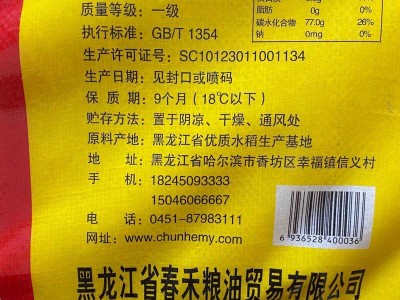 质量等级：一级
执行标准：GB/T 1354
生产许可证号：SC10123011001134
生产日期：见封口或喷码
保 质 期：9个月（18℃以下）
贮存方法：置于阴凉、干燥、通风处
原料产地：黑龙江省优质水稻生产基地
地 址：黑龙江省哈尔滨市香坊区幸福镇信义村
手 机：18245093333
15046066667
电 话：0451-87983111
网址：www.chunhemy.com
黑龙江省春禾粮油贸易有限公司
脂肪 0g 0%
碳水化合物 77.0g 26%
钠 0mg 0%
6 936528 400036